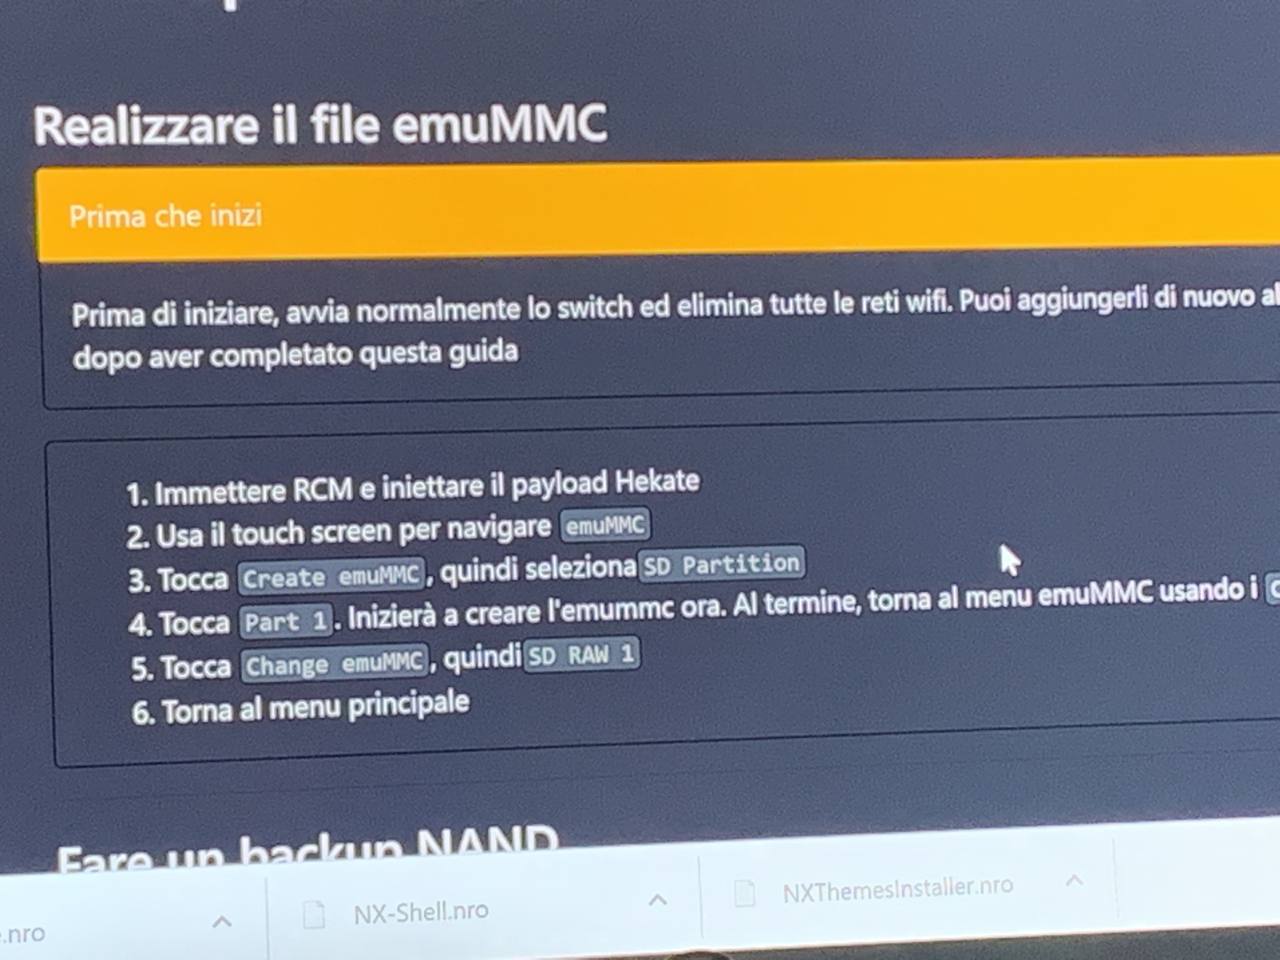 Realizzare il file emuMMC
Prima che inizi
Prima di iniziare, avvia normalmente lo switch ed elimina tutte le reti wifi. Puoi aggiungerli di nuovo
dopo aver completato questa guida
1. Immettere RCM e iniettare il payload Hekate
2. Usa il touch screen per navigare emuMMC
3. Tocca Create emuMMC, quindi seleziona SD Partition
4. Tocca Part 1. Inizierà a creare l'emummc ora. Al termine, torna al menu emuMMC usando i
5. Tocca Change emuMMC, quindi SD RAW 1
6. Torna al menu principale
Fare un backup NAND
.nro
NX-Shell.nro
NXThemesInstaller.nro